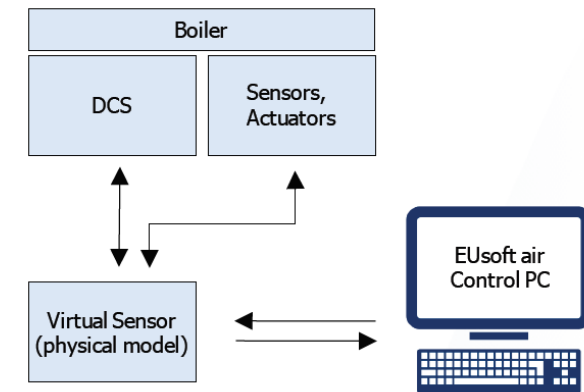 Boiler
DCS
Sensors,
Actuators
EUsoft air
Control PC
Virtual Sensor
(physical model)